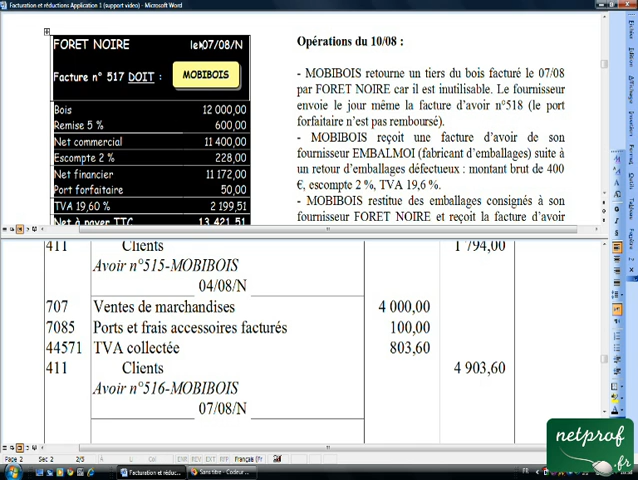 Facturation et réductions Application 1 (support video) - Microsoft Word
FORET NOIRE le 07/08/N
Facture n° 517 DOIT : MOBIBOIS
Bois 12 000,00
Remise 5 % 600,00
Net commercial 11 400,00
Escompte 2 % 228,00
Net financier 11 172,00
Port forfaitaire 50,00
TVA 19,60 % 2 199,51
Net à payer TTC 13 421,51
Opérations du 10/08 :
- MOBIBOIS retourne un tiers du bois facturé le 07/08
par FORET NOIRE car il est inutilisable. Le fournisseur
envoie le jour même la facture d'avoir n°518 (le port
forfaitaire n'est pas remboursé).
- MOBIBOIS reçoit une facture d'avoir de son
fournisseur EMBALMOI (fabricant d'emballages) suite à
un retour d'emballages défectueux : montant brut de 400
€, escompte 2 %, TVA 19,6 %.
- MOBIBOIS restitue des emballages consignés à son
fournisseur FORET NOIRE et reçoit la facture d'avoir
411 Clients 1 794,00
Avoir n°515-MOBIBOIS
04/08/N
707 Ventes de marchandises 4 000,00
7085 Ports et frais accessoires facturés 100,00
44571 TVA collectée 803,60
411 Clients 4 903,60
Avoir n°516-MOBIBOIS
07/08/N
Page 2 Sec 2 2/5 ENR REV EXT RFP Français (Fr
Facturation et réduc... Sans titre - Codeur ... FR
netprof
.fr